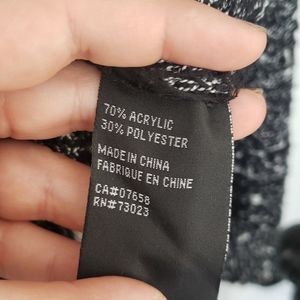 70% ACRYLIC
30% POLYESTER
MADE IN CHINA
FABRIQUE EN CHINE
CA#07658
RN#73023